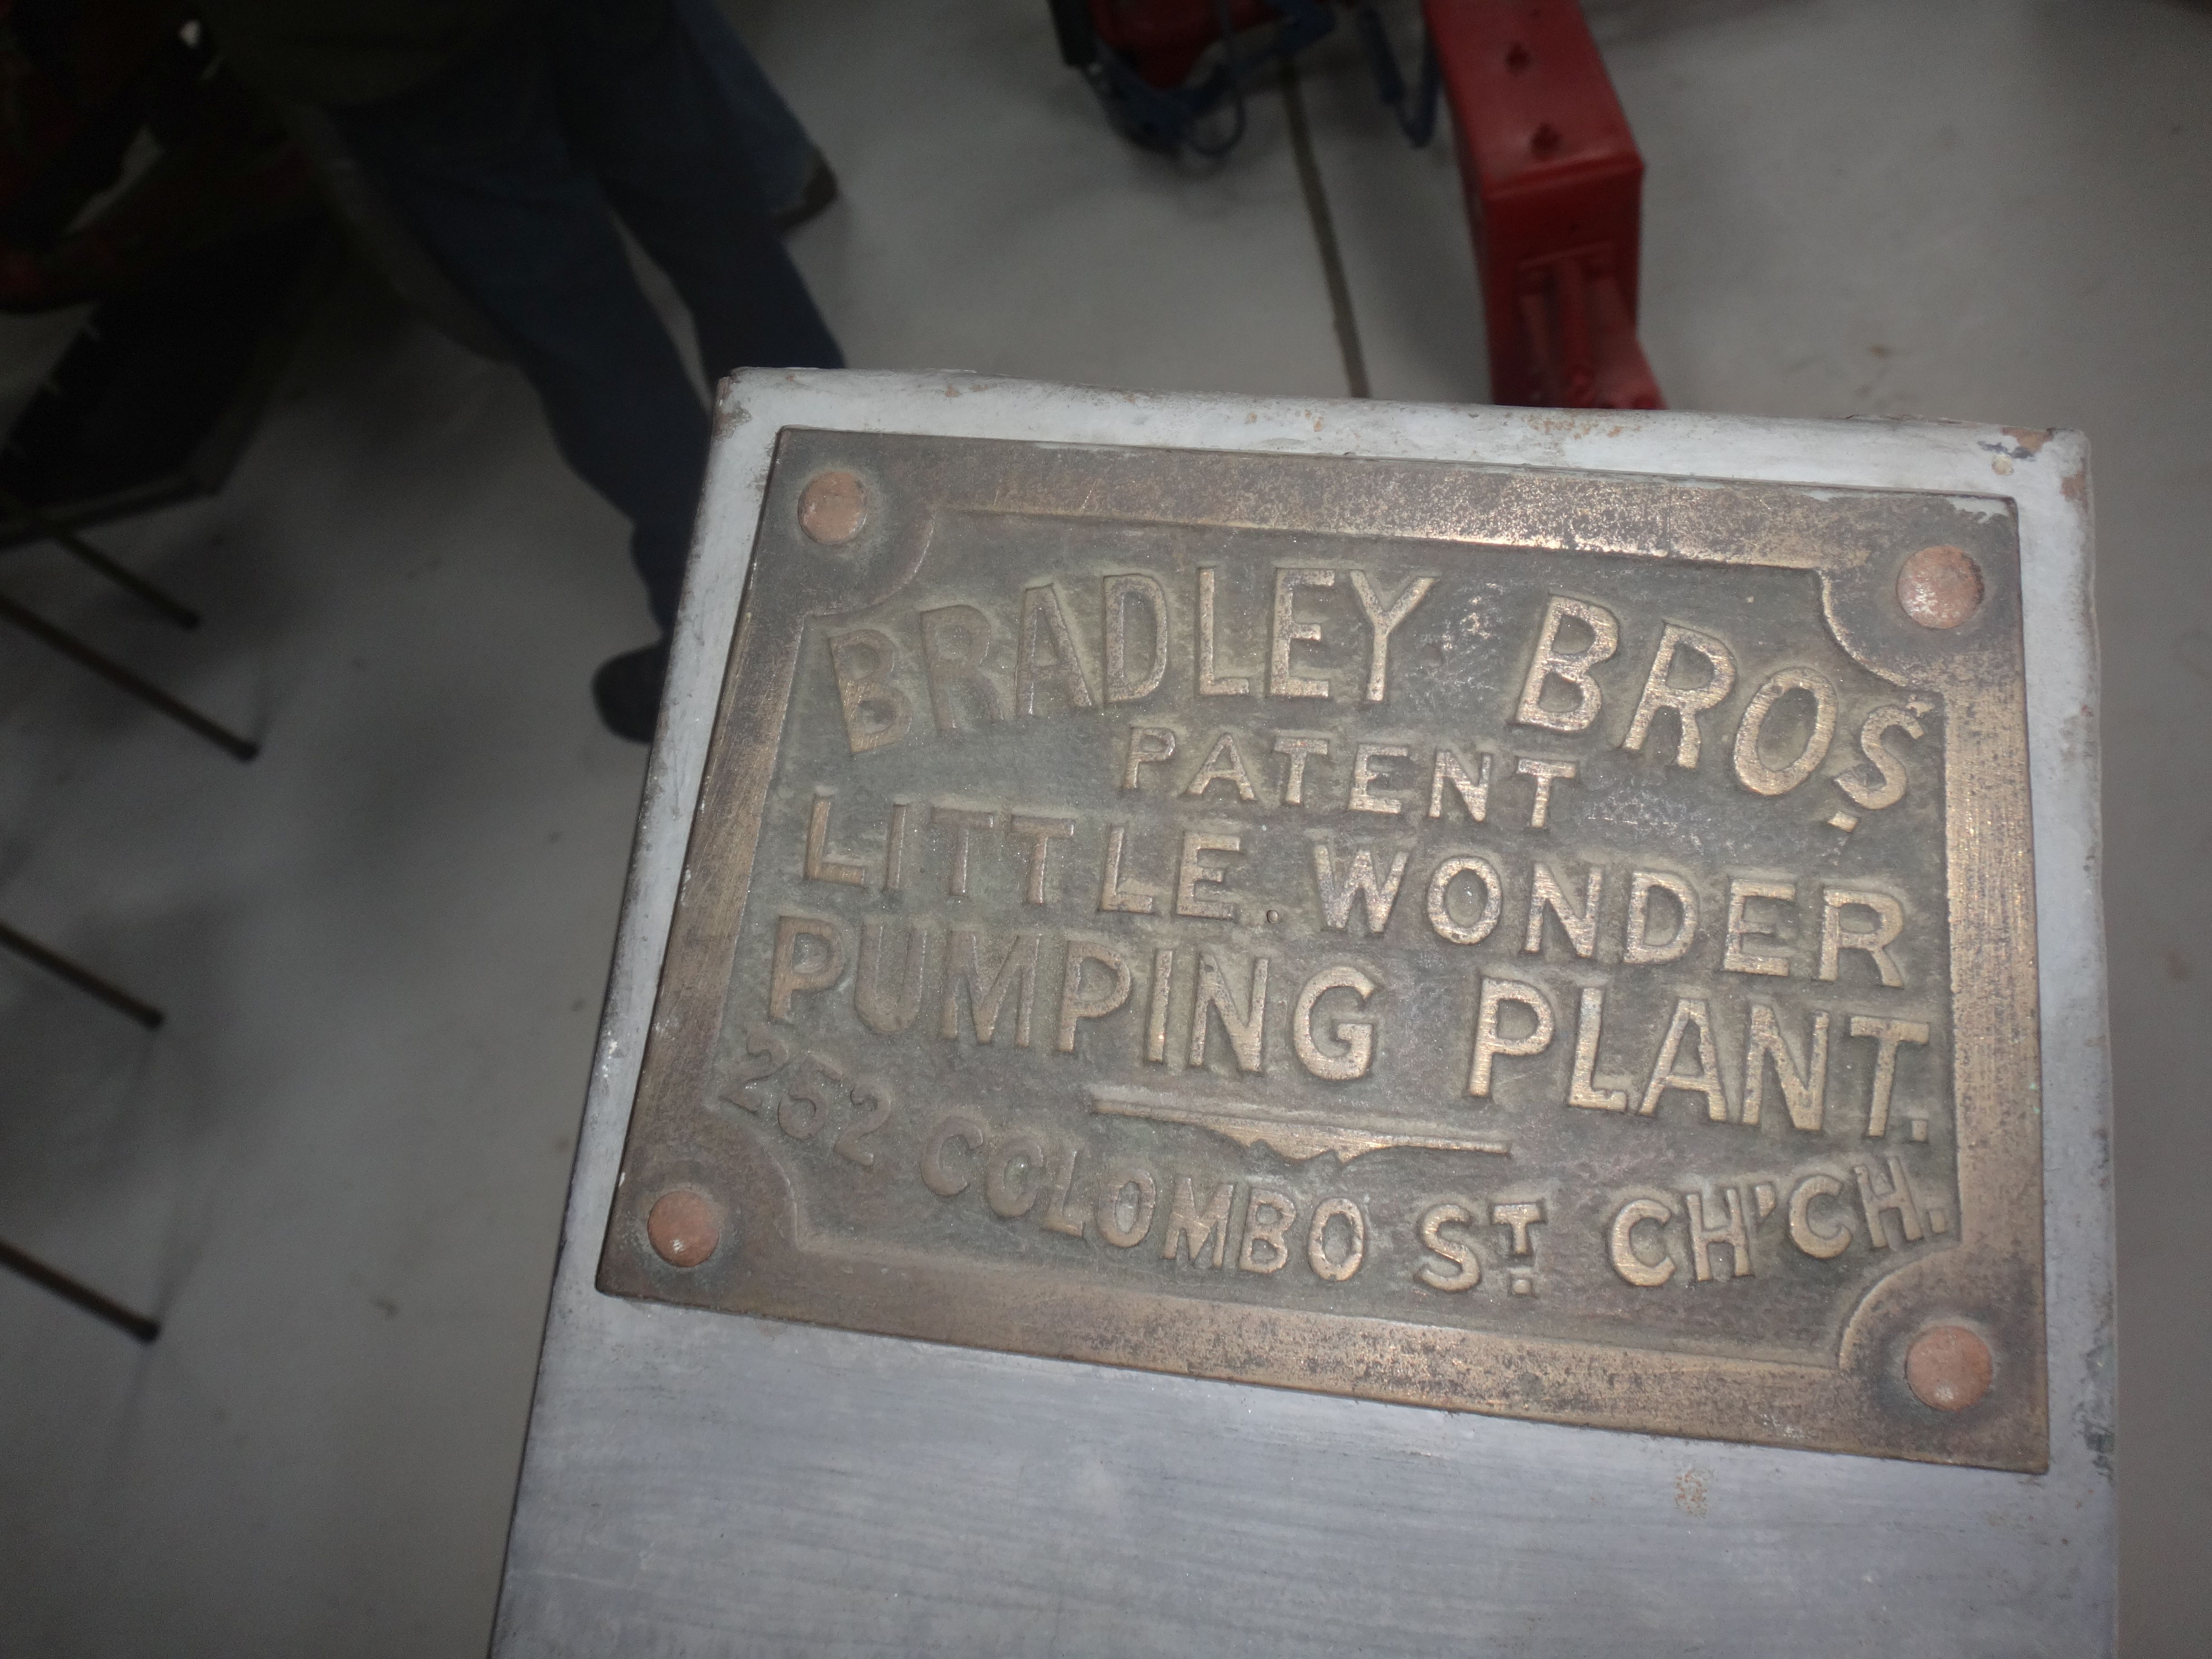 BRADLEY BROS.
PATENT
LITTLE. WONDER
PUMPING PLANT.
252 COLOMBO ST. CH'CH.